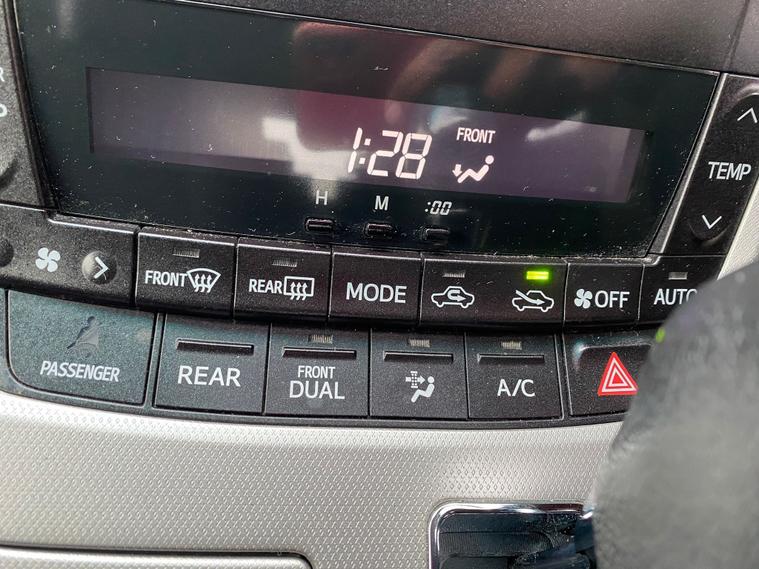 FRONT
1:28
H M :00
TEMP
FRONT REAR MODE OFF AUTO
PASSENGER REAR FRONT DUAL A/C